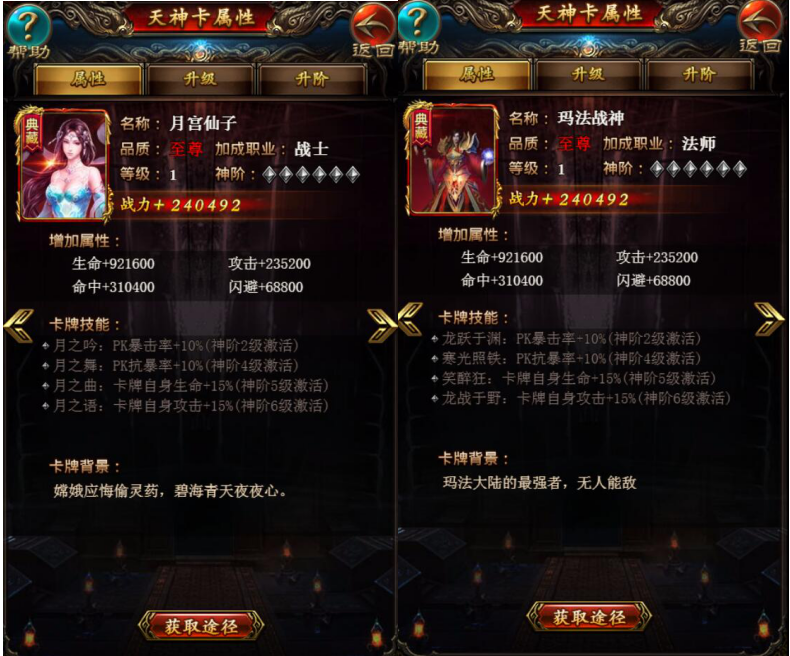 天神卡属性
帮助
返回
属性
升级
升阶
典藏
名称：月宫仙子
品质：至尊 加成职业：战士
等级：1 神阶：
战力+240492
增加属性：
生命+921600 攻击+235200
命中+310400 闪避+68800
卡牌技能：
月之吟：PK暴击率+10%(神阶2级激活)
月之舞：PK抗暴率+10%(神阶4级激活)
月之曲：卡牌自身生命+15%(神阶5级激活)
月之语：卡牌自身攻击+15%(神阶6级激活)
卡牌背景：
嫦娥应悔偷灵药，碧海青天夜夜心。
获取途径
天神卡属性
帮助
返回
属性
升级
升阶
典藏
名称：玛法战神
品质：至尊 加成职业：法师
等级：1 神阶：
战力+240492
增加属性：
生命+921600 攻击+235200
命中+310400 闪避+68800
卡牌技能：
龙跃于渊：PK暴击率+10%(神阶2级激活)
寒光照铁：PK抗暴率+10%(神阶4级激活)
笑醉狂：卡牌自身生命+15%(神阶5级激活)
龙战于野：卡牌自身攻击+15%(神阶6级激活)
卡牌背景：
玛法大陆的最强者，无人能敌
获取途径